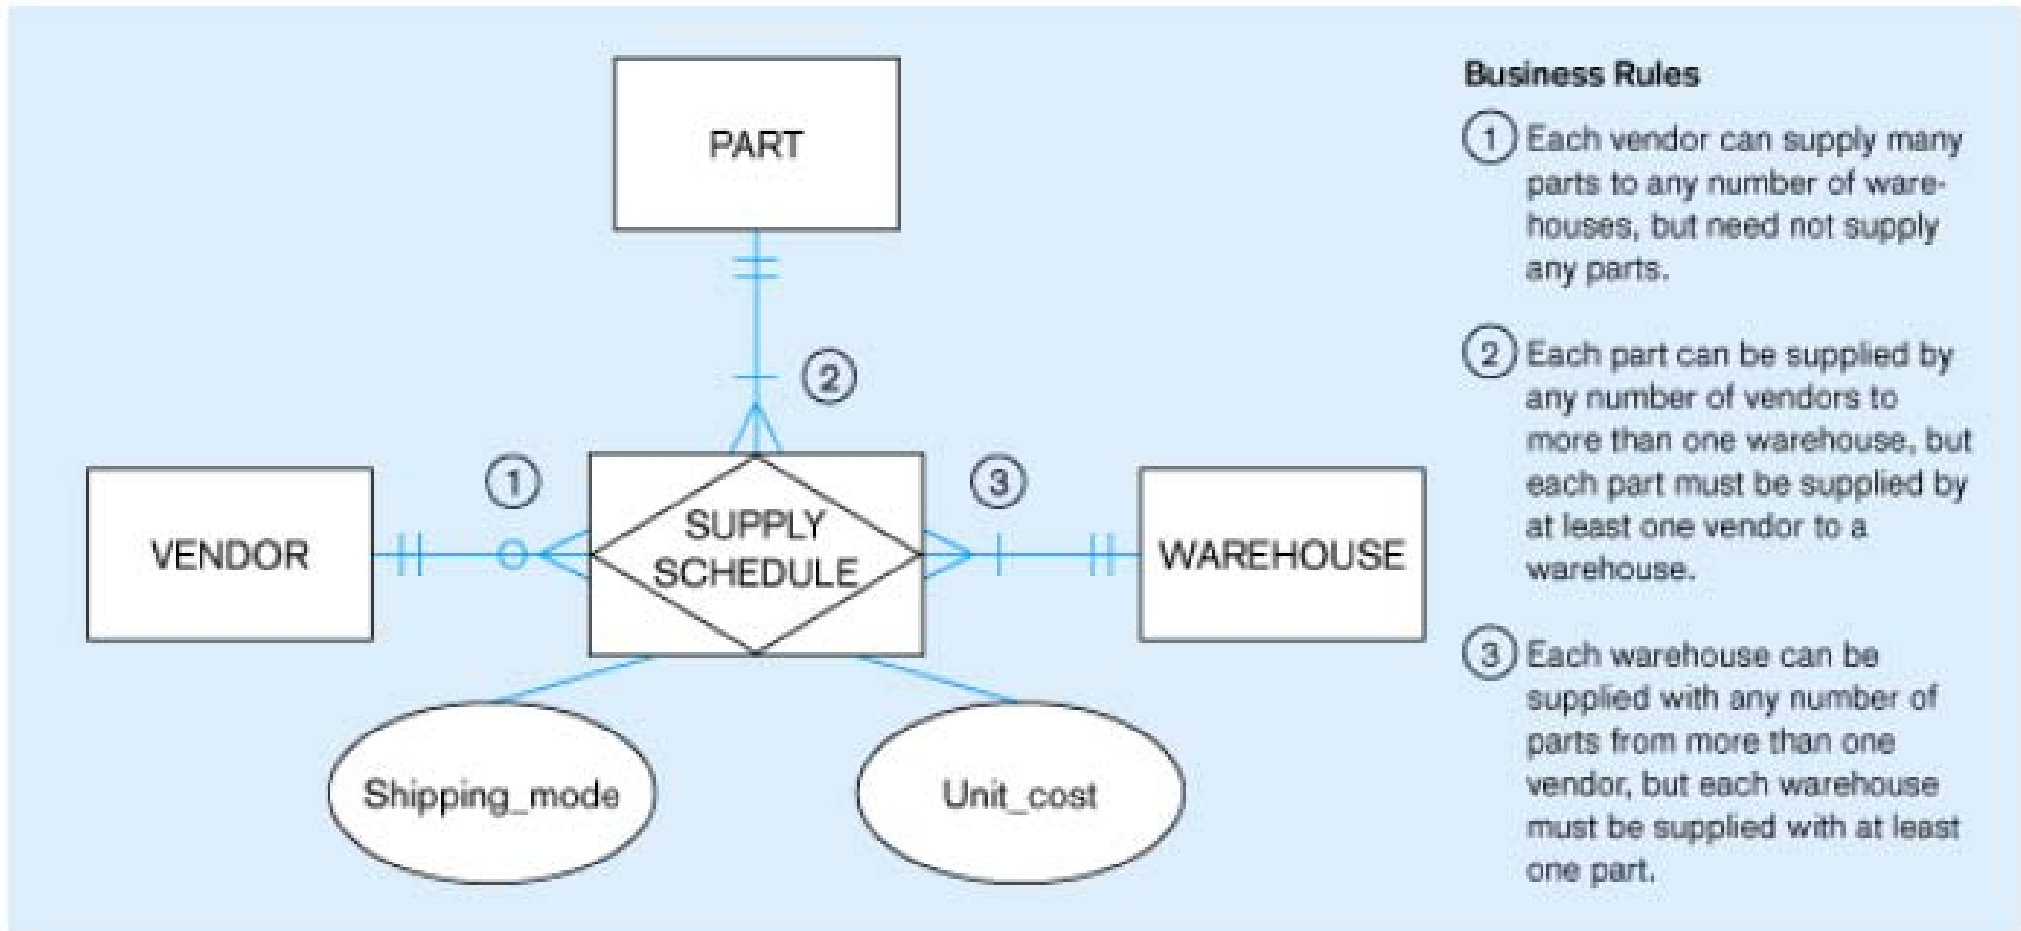 PART
2
1
3
VENDOR
SUPPLY
SCHEDULE
WAREHOUSE
Shipping_mode
Unit_cost
Business Rules
1 Each vendor can supply many
parts to any number of ware-
houses, but need not supply
any parts.
2 Each part can be supplied by
any number of vendors to
more than one warehouse, but
each part must be supplied by
at least one vendor to a
warehouse.
3 Each warehouse can be
supplied with any number of
parts from more than one
vendor, but each warehouse
must be supplied with at least
one part.